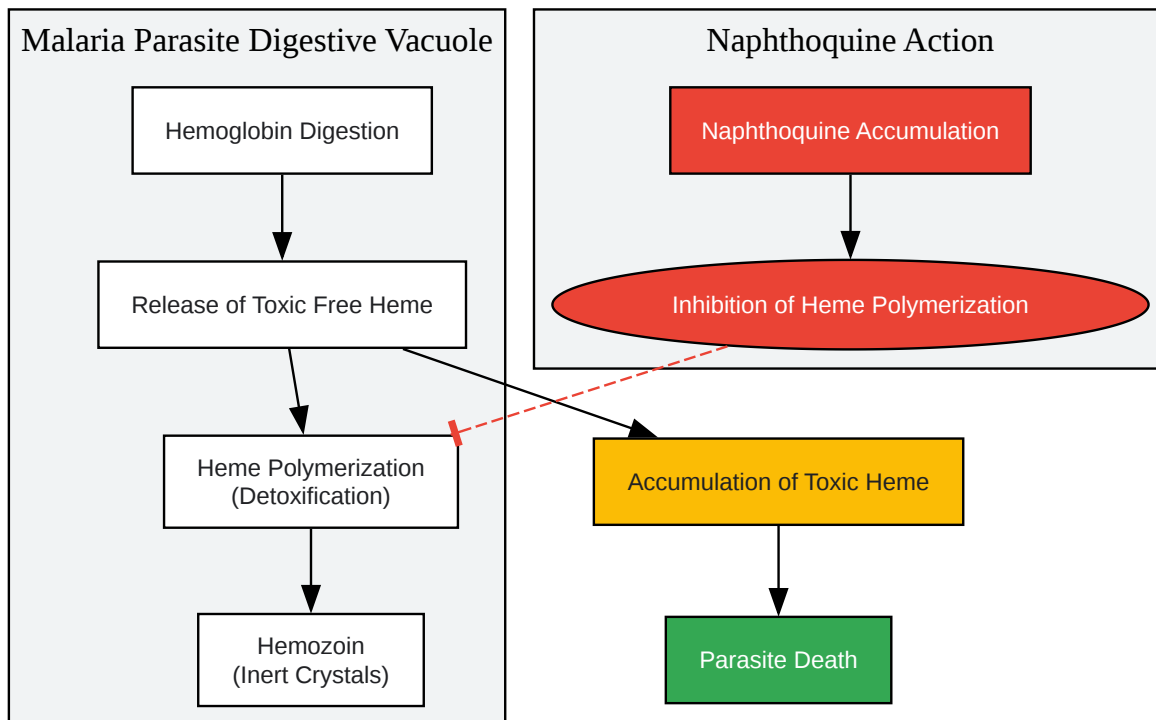 Malaria Parasite Digestive Vacuole
Hemoglobin Digestion
Release of Toxic Free Heme
Heme Polymerization
(Detoxification)
Hemozoin
(Inert Crystals)
Naphthoquine Action
Naphthoquine Accumulation
Inhibition of Heme Polymerization
Accumulation of Toxic Heme
Parasite Death